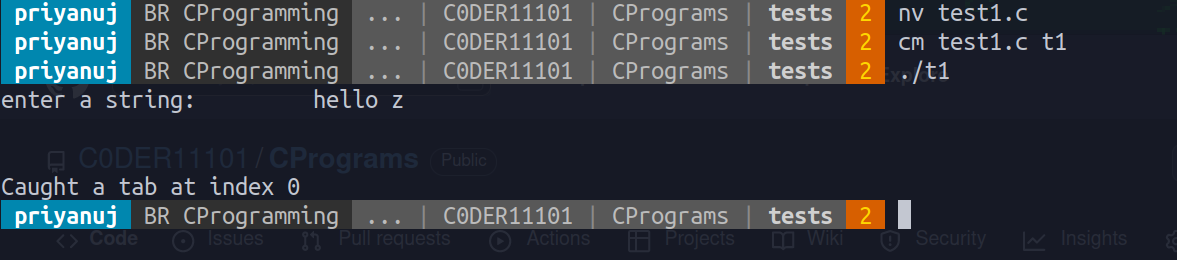 priyanuj BR CProgramming ... | C0DER11101 | CPrograms | tests 2 nv test1.c
priyanuj BR CProgramming ... | C0DER11101 | CPrograms | tests 2 cm test1.c t1
priyanuj BR CProgramming ... | C0DER11101 | CPrograms | tests 2 ./t1
enter a string: hello z
C0DER11101 / CPrograms Public
Caught a tab at index 0
priyanuj BR CProgramming ... | C0DER11101 | CPrograms | tests 2
Code Issues Pull requests Actions Projects Wiki Security Insights